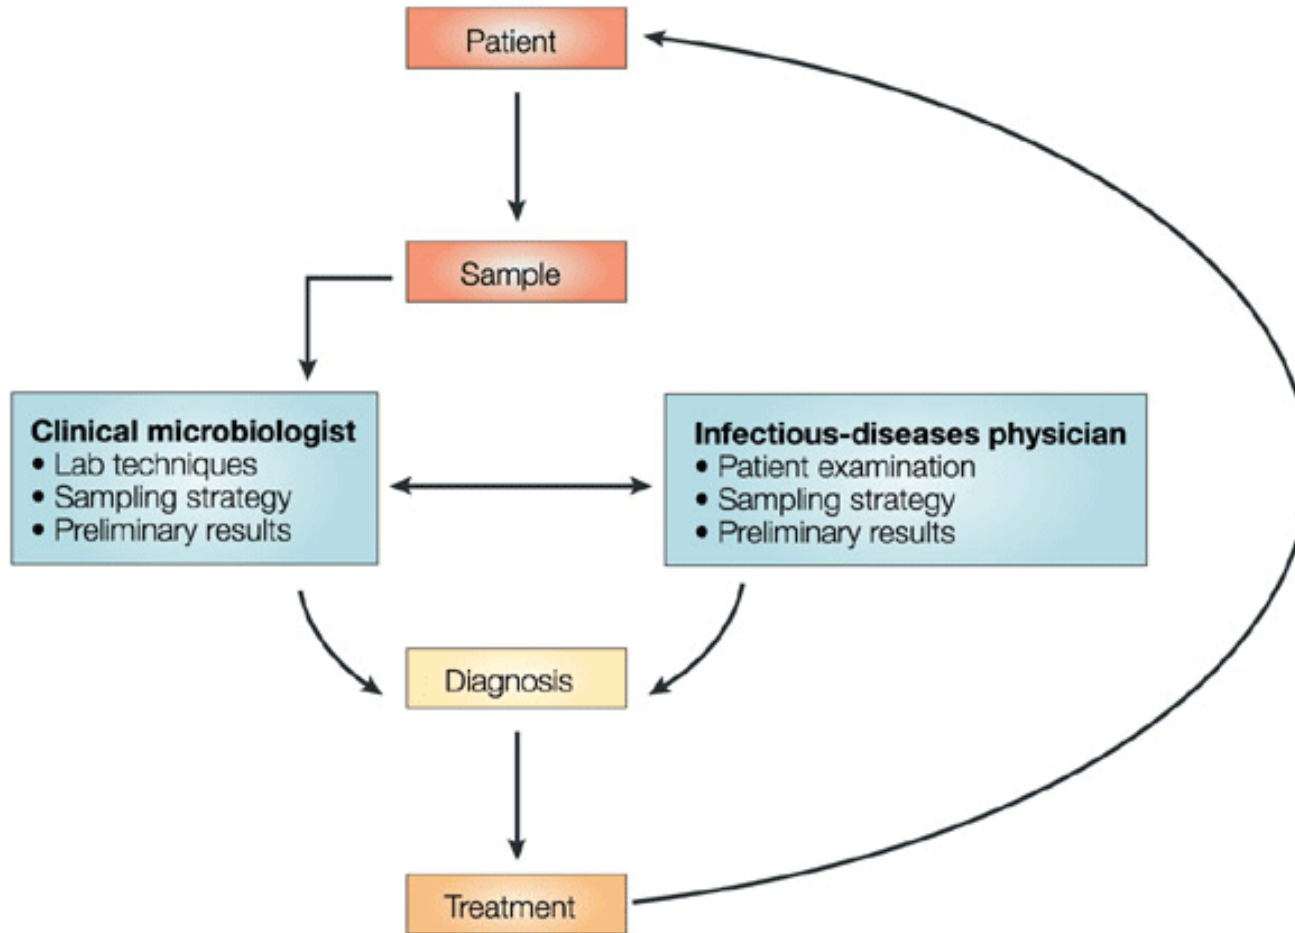 Patient
Sample
Clinical microbiologist
• Lab techniques
• Sampling strategy
• Preliminary results
Infectious-diseases physician
• Patient examination
• Sampling strategy
• Preliminary results
Diagnosis
Treatment